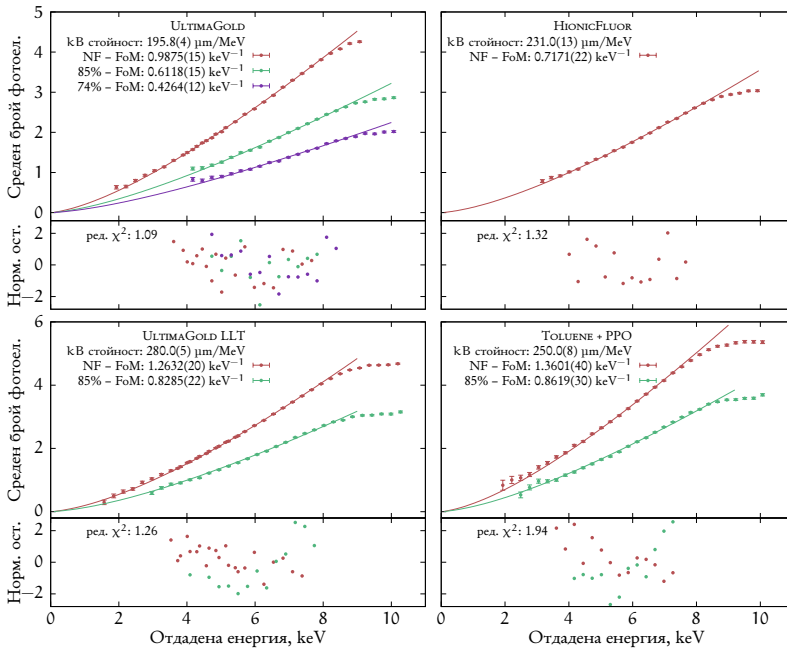 UltimaGold
kB стойност: 195.8(4) μm/MeV
NF – FoM: 0.9875(15) keV⁻¹
85% – FoM: 0.6118(15) keV⁻¹
74% – FoM: 0.4264(12) keV⁻¹
Среден брой фотоел.
5
4
3
2
1
0
HionicFluor
kB стойност: 231.0(13) μm/MeV
NF – FoM: 0.7171(22) keV⁻¹
ред. χ²: 1.09
Норм. ост.
2
0
−2
ред. χ²: 1.32
UltimaGold LLT
kB стойност: 280.0(5) μm/MeV
NF – FoM: 1.2632(20) keV⁻¹
85% – FoM: 0.8285(22) keV⁻¹
Среден брой фотоел.
6
4
2
0
Toluene + PPO
kB стойност: 250.0(8) μm/MeV
NF – FoM: 1.3601(40) keV⁻¹
85% – FoM: 0.8619(30) keV⁻¹
ред. χ²: 1.26
Норм. ост.
2
0
−2
0 2 4 6 8 10
Отдадена енергия, keV
ред. χ²: 1.94
0 2 4 6 8 10
Отдадена енергия, keV